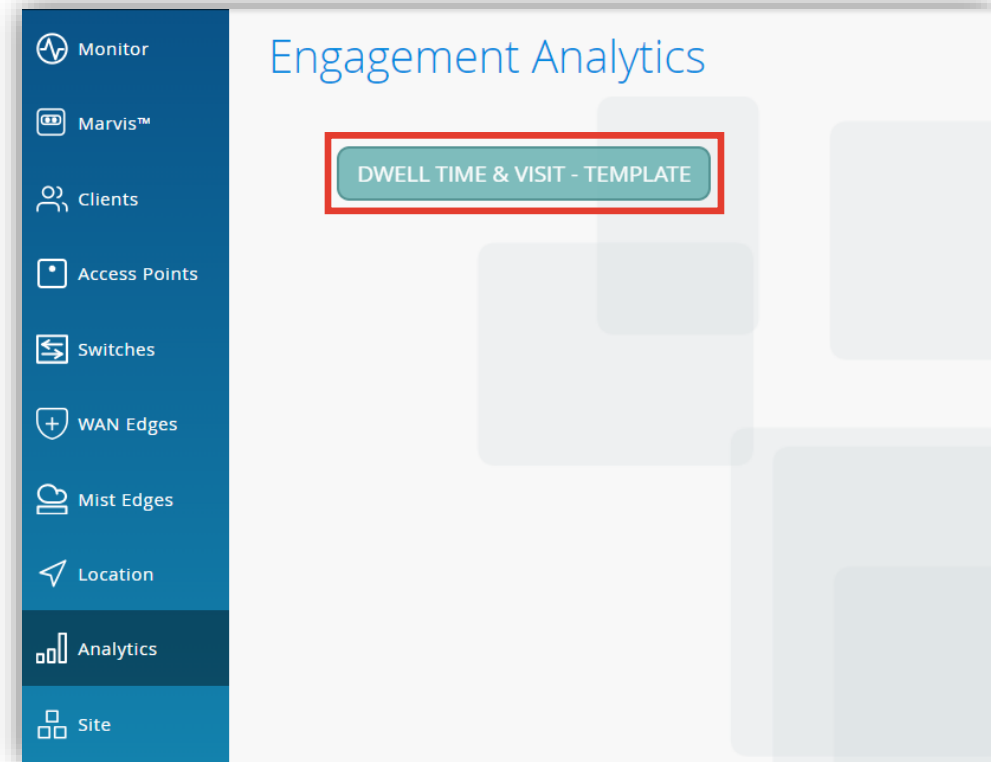 Monitor
Marvis™
Clients
Access Points
Switches
WAN Edges
Mist Edges
Location
Analytics
Site
Engagement Analytics
DWELL TIME & VISIT - TEMPLATE